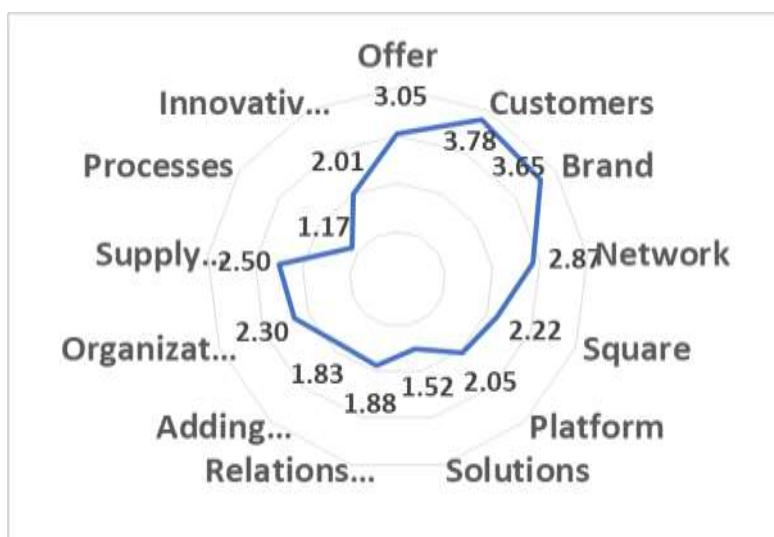 Offer
3.05
Innovativ...
Customers
3.78
Processes
2.01
3.65
Brand
1.17
Supply...
2.50
2.87
Network
Organizat...
2.30
2.22
Square
1.83
1.88
1.52
2.05
Adding...
Platform
Relations...
Solutions